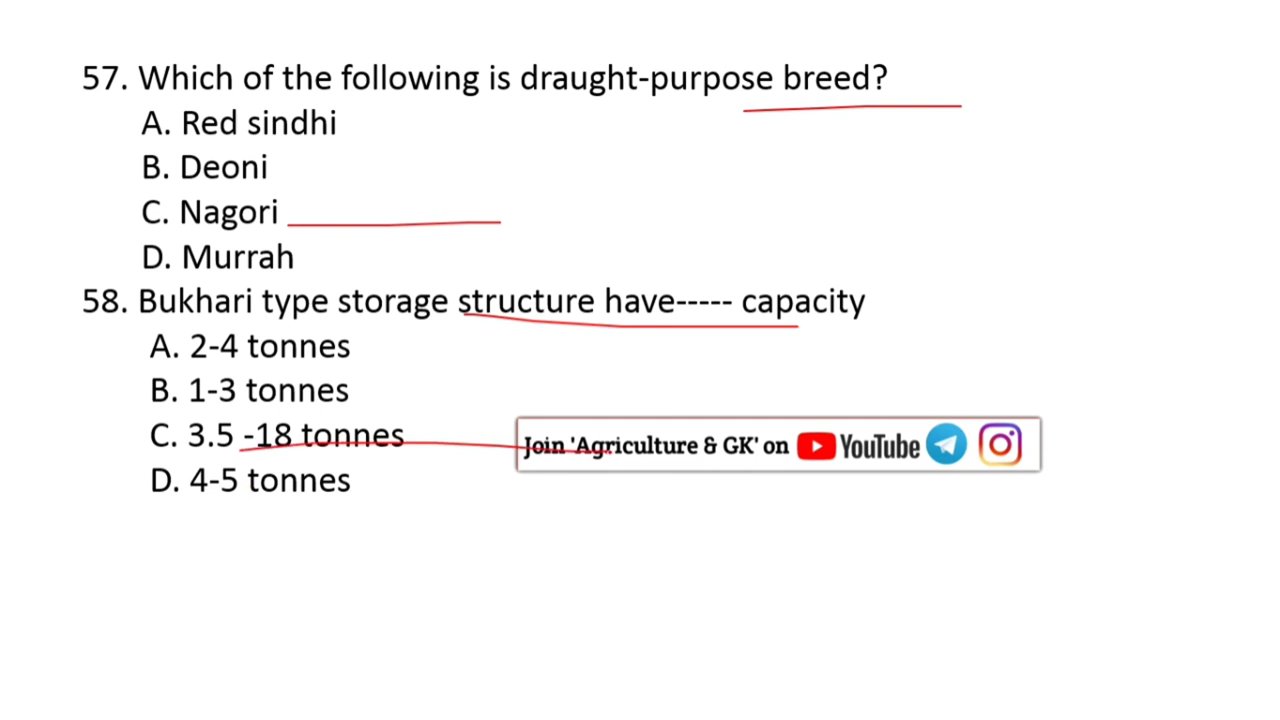 57. Which of the following is draught-purpose breed?
A. Red sindhi
B. Deoni
C. Nagori
D. Murrah
58. Bukhari type storage structure have----- capacity
A. 2-4 tonnes
B. 1-3 tonnes
C. 3.5 -18 tonnes
Join 'Agriculture & GK' on YouTube
D. 4-5 tonnes